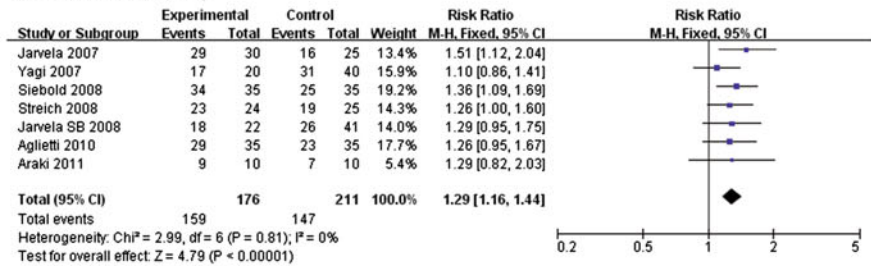 Experimental Control Risk Ratio Risk Ratio
Study or Subgroup Events Total Events Total Weight M-H, Fixed, 95% CI M-H, Fixed, 95% CI
Jarvela 2007 29 30 16 25 13.4% 1.51 [1.12, 2.04]
Yagi 2007 17 20 31 40 15.9% 1.10 [0.86, 1.41]
Siebold 2008 34 35 25 35 19.2% 1.36 [1.09, 1.69]
Streich 2008 23 24 19 25 14.3% 1.26 [1.00, 1.60]
Jarvela SB 2008 18 22 26 41 14.0% 1.29 [0.95, 1.75]
Aglietti 2010 29 35 23 35 17.7% 1.26 [0.95, 1.67]
Araki 2011 9 10 7 10 5.4% 1.29 [0.82, 2.03]
Total (95% CI) 176 211 100.0% 1.29 [1.16, 1.44]
Total events 159 147
Heterogeneity: Chi² = 2.99, df = 6 (P = 0.81); I² = 0%
Test for overall effect: Z = 4.79 (P < 0.00001)
0.2 0.5 1 2 5